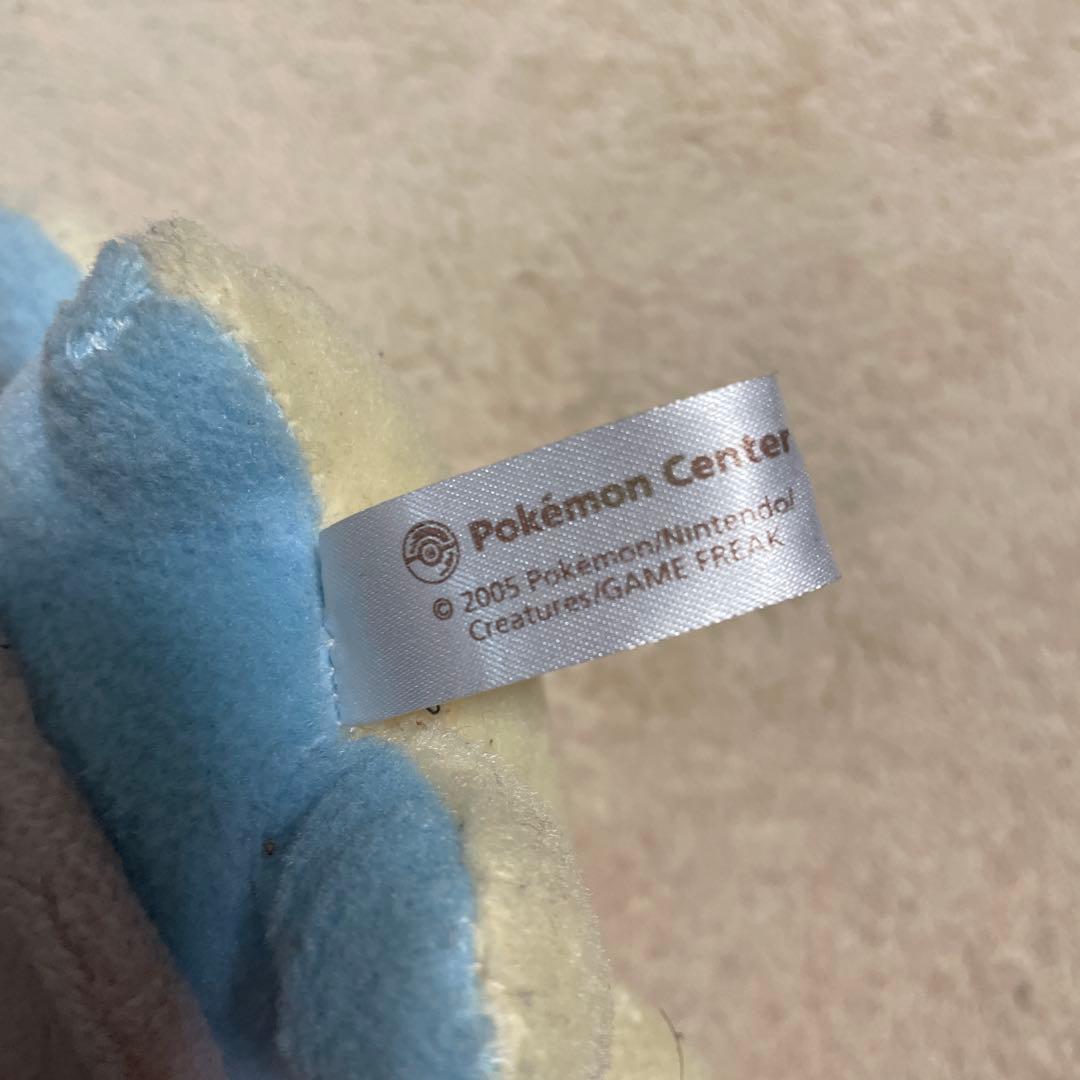 Pokémon Center
© 2005 Pokémon/Nintendo/
Creatures/GAME FREAK